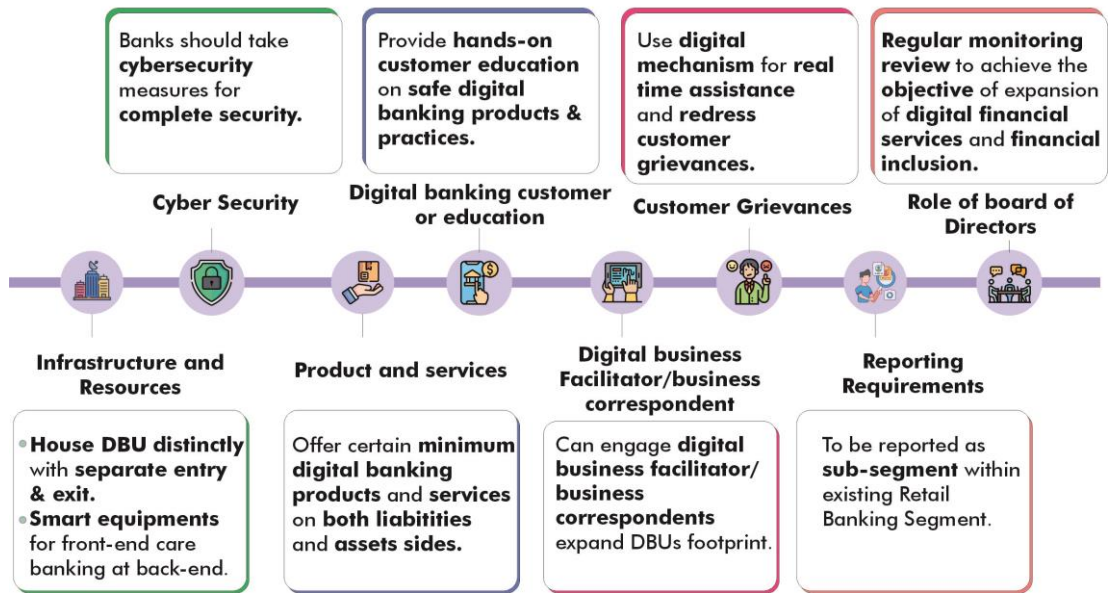 Banks should take
cybersecurity
measures for
complete security.
Provide hands-on
customer education
on safe digital
banking products &
practices.
Use digital
mechanism for real
time assistance
and redress
customer
grievances.
Regular monitoring
review to achieve the
objective of expansion
of digital financial
services and financial
inclusion.
Cyber Security
Digital banking customer
or education
Customer Grievances
Role of board of
Directors
Infrastructure and
Resources
Product and services
Digital business
Facilitator/business
correspondent
Reporting
Requirements
House DBU distinctly
with separate entry
& exit.
Smart equipments
for front-end care
banking at back-end.
Offer certain minimum
digital banking
products and services
on both liabitities
and assets sides.
Can engage digital
business facilitator/
business
correspondents
expand DBUs footprint.
To be reported as
sub-segment within
existing Retail
Banking Segment.